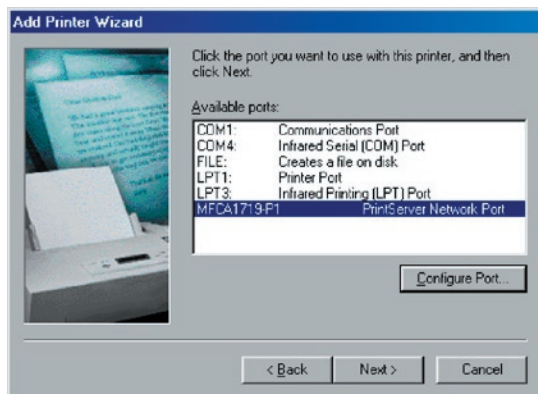 Add Printer Wizard
Click the port you want to use with this printer, and then
click Next.
Available ports:
COM1: Communications Port
COM4: Infrared Serial (COM) Port
FILE: Creates a file on disk
LPT1: Printer Port
LPT3: Infrared Printing (LPT) Port
MFCA1719-P1 PrintServer Network Port
Configure Port...
< Back
Next >
Cancel